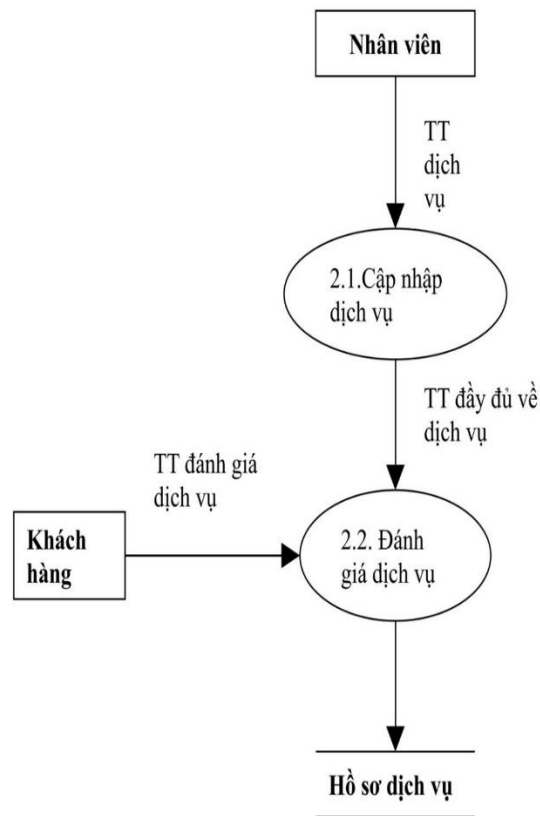 Nhân viên
TT
dịch
vụ
2.1.Cập nhập
dịch vụ
TT đầy đủ về
dịch vụ
TT đánh giá
dịch vụ
Khách
hàng
2.2. Đánh
giá dịch vụ
Hồ sơ dịch vụ